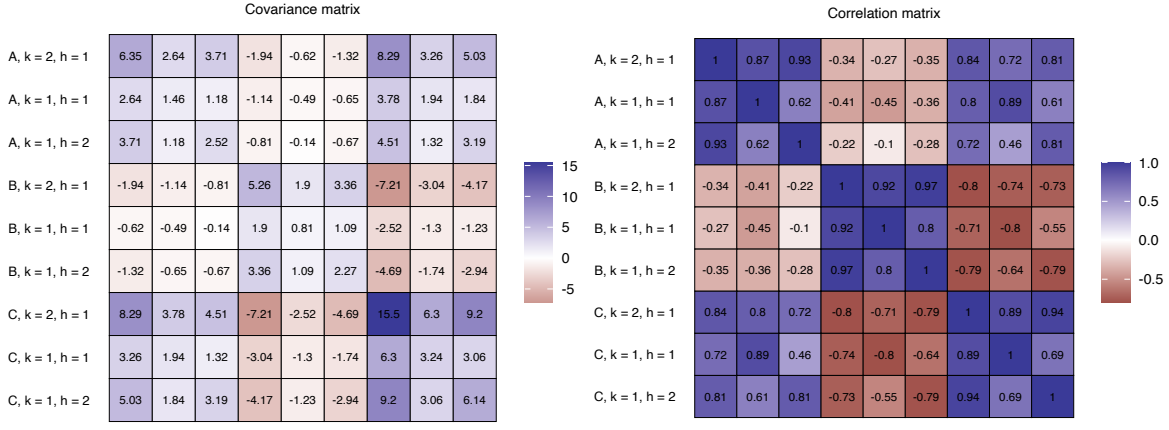 Covariance matrix
A, k = 2, h = 1 6.35 2.64 3.71 -1.94 -0.62 -1.32 8.29 3.26 5.03
A, k = 1, h = 1 2.64 1.46 1.18 -1.14 -0.49 -0.65 3.78 1.94 1.84
A, k = 1, h = 2 3.71 1.18 2.52 -0.81 -0.14 -0.67 4.51 1.32 3.19
B, k = 2, h = 1 -1.94 -1.14 -0.81 5.26 1.9 3.36 -7.21 -3.04 -4.17
B, k = 1, h = 1 -0.62 -0.49 -0.14 1.9 0.81 1.09 -2.52 -1.3 -1.23
B, k = 1, h = 2 -1.32 -0.65 -0.67 3.36 1.09 2.27 -4.69 -1.74 -2.94
C, k = 2, h = 1 8.29 3.78 4.51 -7.21 -2.52 -4.69 15.5 6.3 9.2
C, k = 1, h = 1 3.26 1.94 1.32 -3.04 -1.3 -1.74 6.3 3.24 3.06
C, k = 1, h = 2 5.03 1.84 3.19 -4.17 -1.23 -2.94 9.2 3.06 6.14
15
10
5
0
-5
Correlation matrix
A, k = 2, h = 1 1 0.87 0.93 -0.34 -0.27 -0.35 0.84 0.72 0.81
A, k = 1, h = 1 0.87 1 0.62 -0.41 -0.45 -0.36 0.8 0.89 0.61
A, k = 1, h = 2 0.93 0.62 1 -0.22 -0.1 -0.28 0.72 0.46 0.81
B, k = 2, h = 1 -0.34 -0.41 -0.22 1 0.92 0.97 -0.8 -0.74 -0.73
B, k = 1, h = 1 -0.27 -0.45 -0.1 0.92 1 0.8 -0.71 -0.8 -0.55
B, k = 1, h = 2 -0.35 -0.36 -0.28 0.97 0.8 1 -0.79 -0.64 -0.79
C, k = 2, h = 1 0.84 0.8 0.72 -0.8 -0.71 -0.79 1 0.89 0.94
C, k = 1, h = 1 0.72 0.89 0.46 -0.74 -0.8 -0.64 0.89 1 0.69
C, k = 1, h = 2 0.81 0.61 0.81 -0.73 -0.55 -0.79 0.94 0.69 1
1.0
0.5
0.0
-0.5